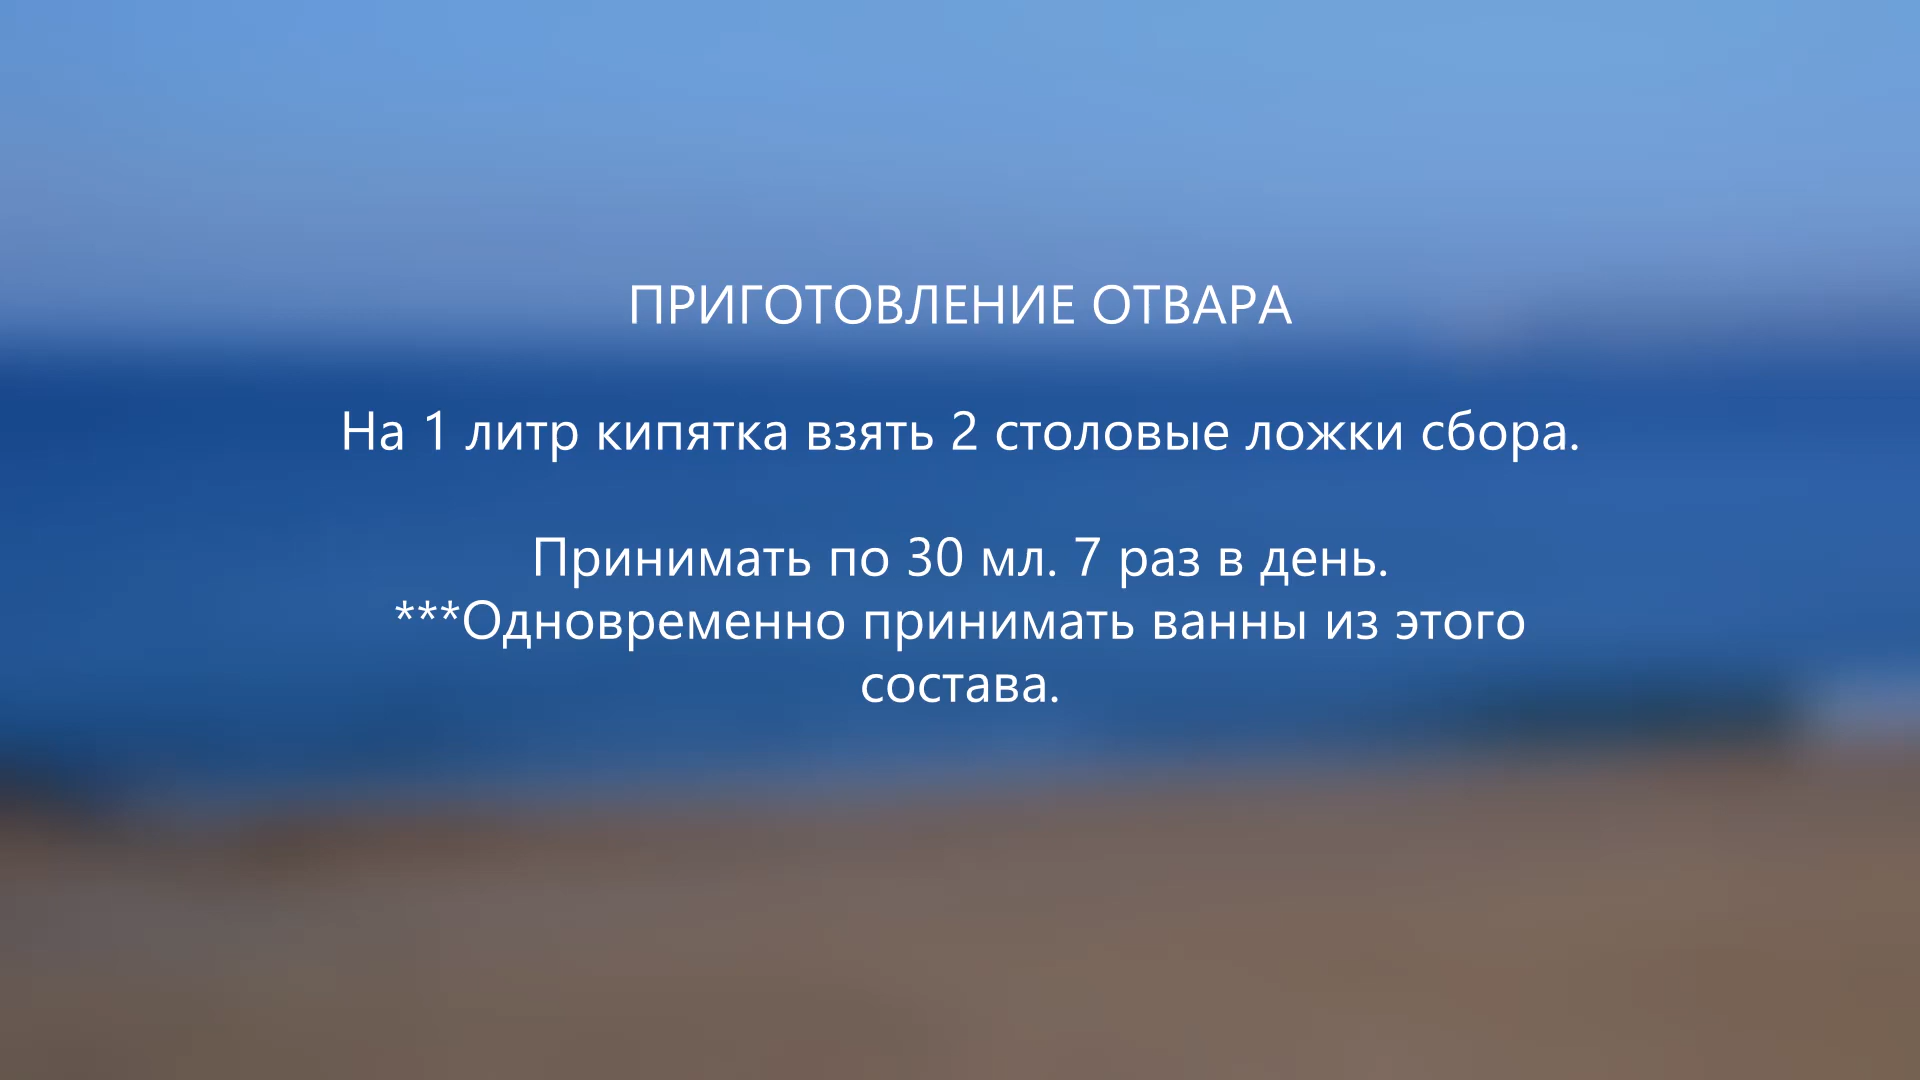 ПРИГОТОВЛЕНИЕ ОТВАРА
На 1 литр кипятка взять 2 столовые ложки сбора.
Принимать по 30 мл. 7 раз в день.
***Одновременно принимать ванны из этого
состава.